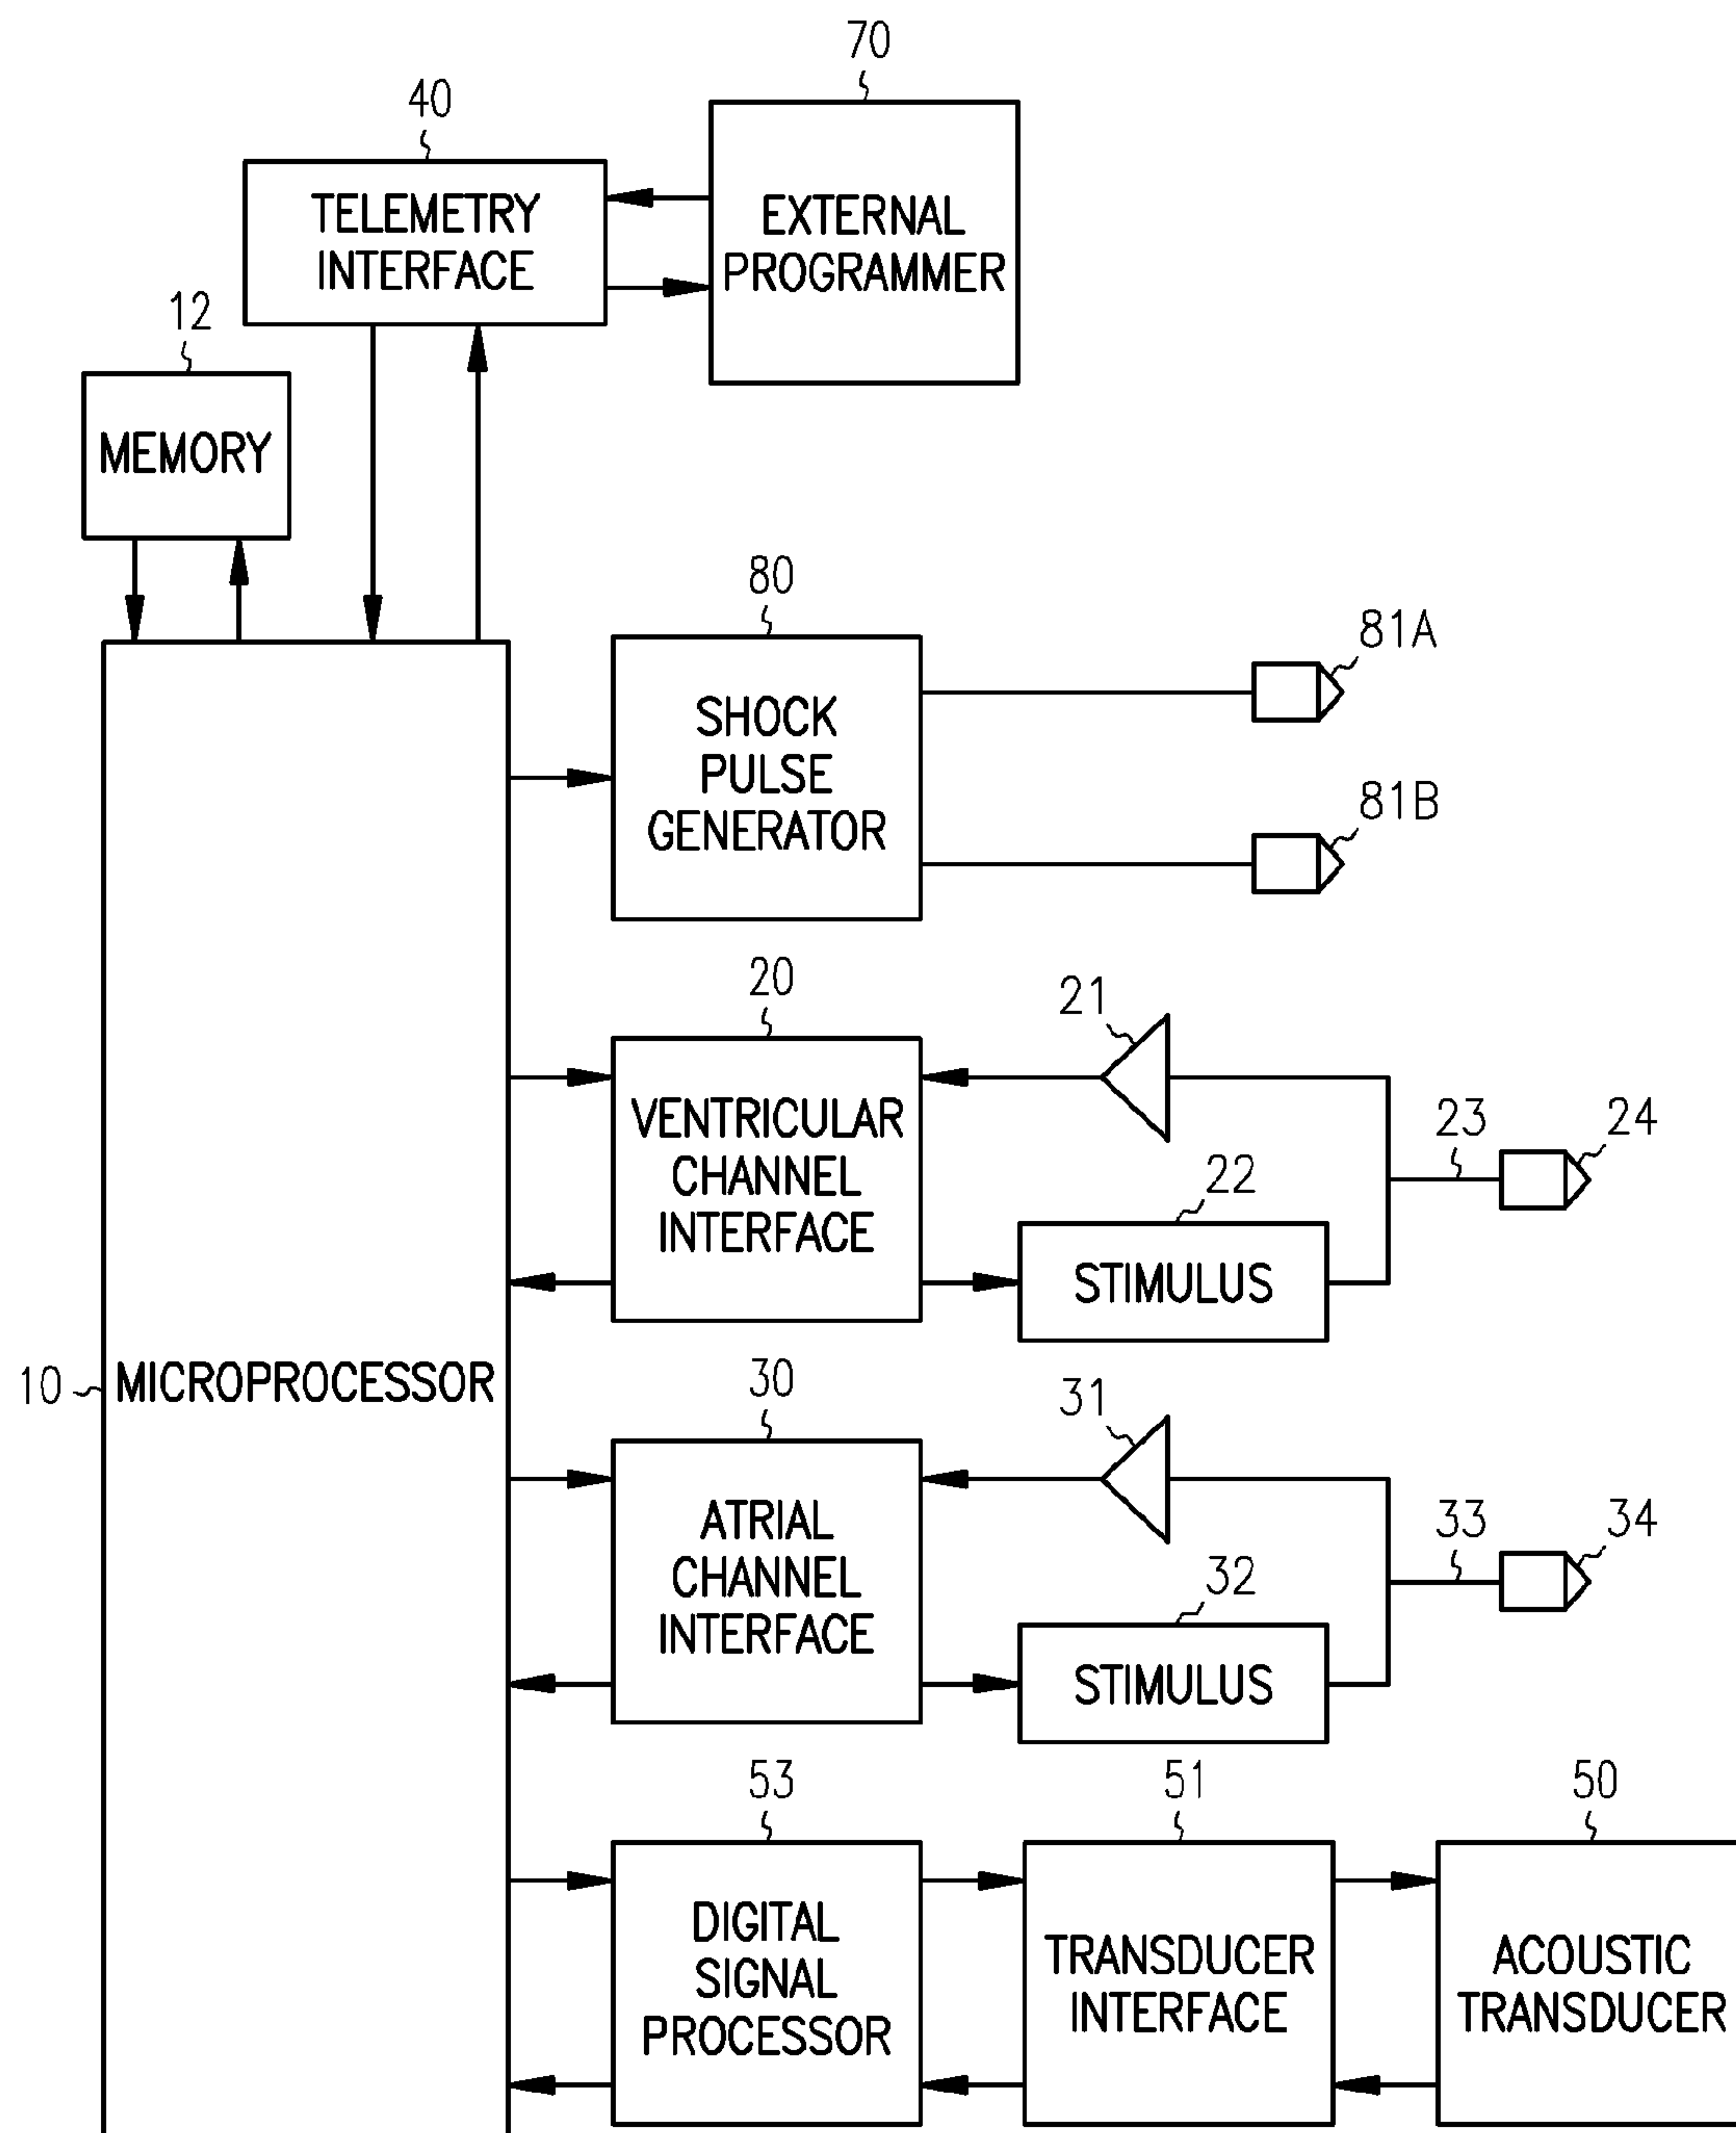 70
40
EXTERNAL
PROGRAMMER
TELEMETRY
INTERFACE
12
MEMORY
80
SHOCK
PULSE
GENERATOR
81A
81B
20
VENTRICULAR
CHANNEL
INTERFACE
21
22
STIMULUS
23
24
10
MICROPROCESSOR
30
ATRIAL
CHANNEL
INTERFACE
31
32
STIMULUS
33
34
53
DIGITAL
SIGNAL
PROCESSOR
51
TRANSDUCER
INTERFACE
50
ACOUSTIC
TRANSDUCER